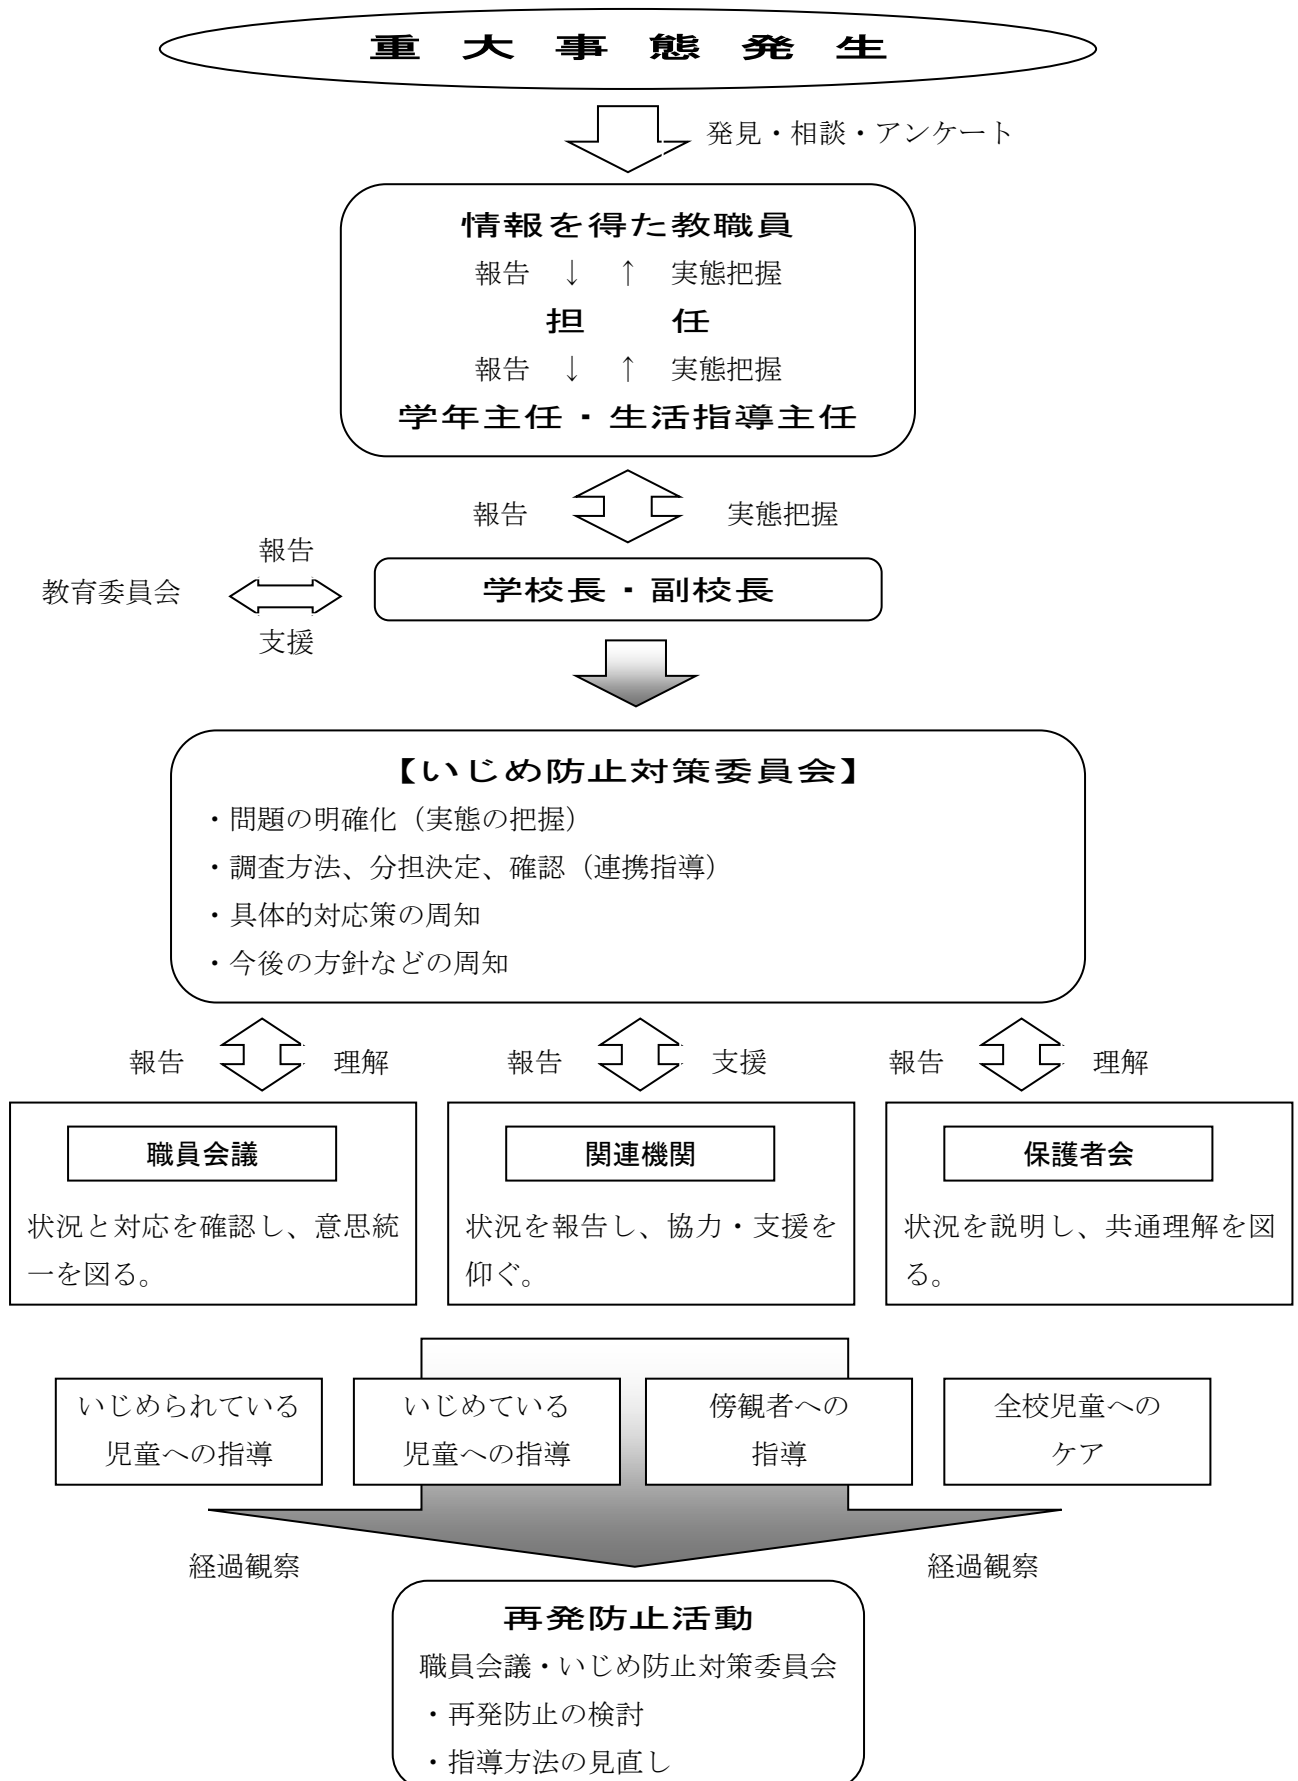 重大事態発生
発見・相談・アンケート
情報を得た教職員
報告 ↓ ↑ 実態把握
担 任
報告 ↓ ↑ 実態把握
学年主任・生活指導主任
報告 実態把握
報告
教育委員会
支援
学校長・副校長
【いじめ防止対策委員会】
・問題の明確化（実態の把握）
・調査方法、分担決定、確認（連携指導）
・具体的対応策の周知
・今後の方針などの周知
報告 理解
報告 支援
報告 理解
職員会議
状況と対応を確認し、意思統
一を図る。
関連機関
状況を報告し、協力・支援を
仰ぐ。
保護者会
状況を説明し、共通理解を図
る。
いじめられている
児童への指導
いじめている
児童への指導
傍観者への
指導
全校児童への
ケア
経過観察
経過観察
再発防止活動
職員会議・いじめ防止対策委員会
・再発防止の検討
・指導方法の見直し